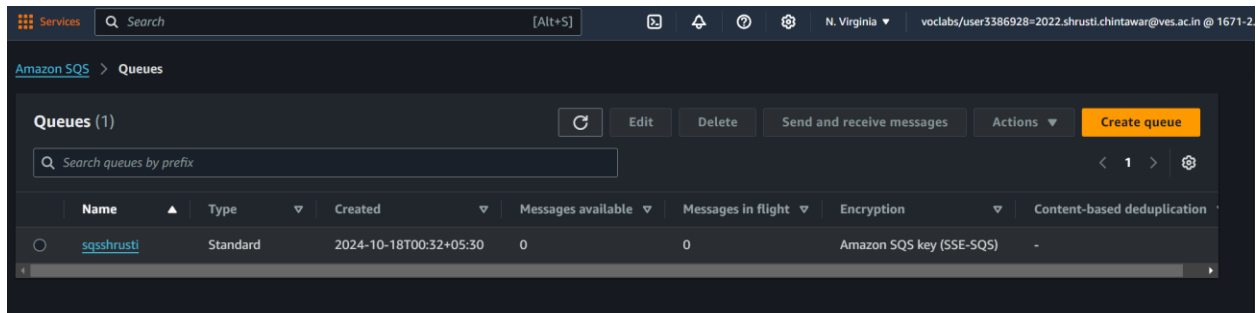 Services Search [Alt+S] N. Virginia voclabs/user3386928=2022.shrusti.chintawar@ves.ac.in @ 1671-2.
Amazon SQS > Queues
Queues (1) Edit Delete Send and receive messages Actions Create queue
Search queues by prefix < 1 >
Name Type Created Messages available Messages in flight Encryption Content-based deduplication
sqsshrusti Standard 2024-10-18T00:32+05:30 0 0 Amazon SQS key (SSE-SQS) -